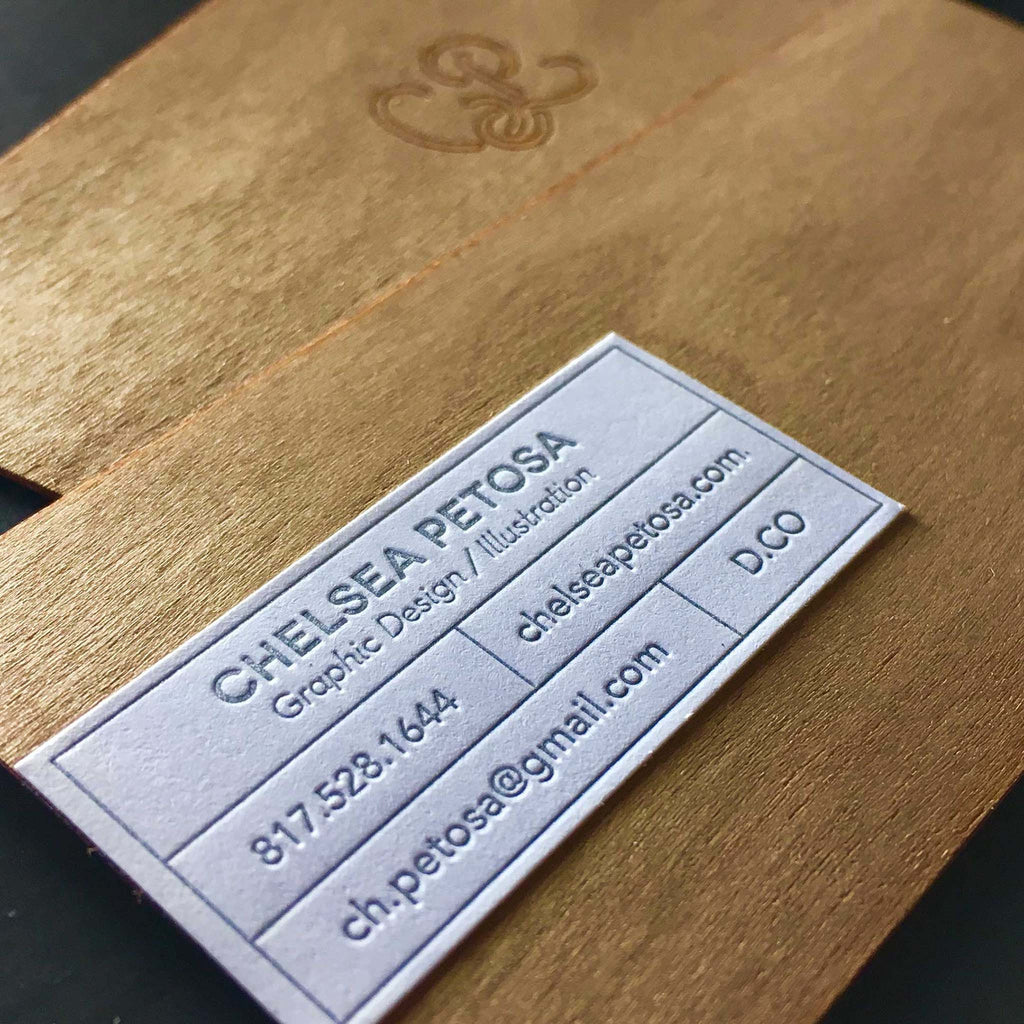 CHELSEA PETOSA
Graphic Design / Illustration
817.528.1644
chelseapetosa.com.
ch.petosa@gmail.com
D.CO